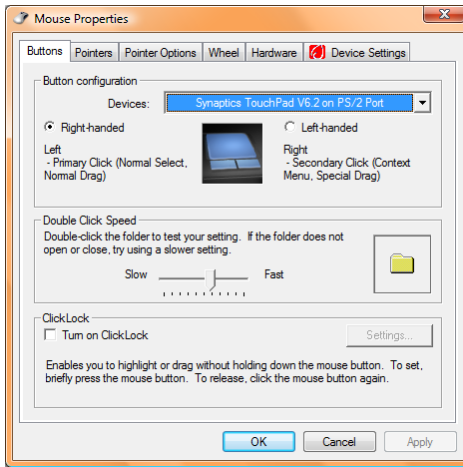 Mouse Properties
Buttons Pointers Pointer Options Wheel Hardware Device Settings
Button configuration
Devices: Synaptics TouchPad V6.2 on PS/2 Port
Right-handed
Left-handed
Left
- Primary Click (Normal Select,
Normal Drag)
Right
- Secondary Click (Context
Menu, Special Drag)
Double Click Speed
Double-click the folder to test your setting. If the folder does not
open or close, try using a slower setting.
Slow Fast
ClickLock
Turn on ClickLock
Settings...
Enables you to highlight or drag without holding down the mouse button. To set,
briefly press the mouse button. To release, click the mouse button again.
OK Cancel Apply